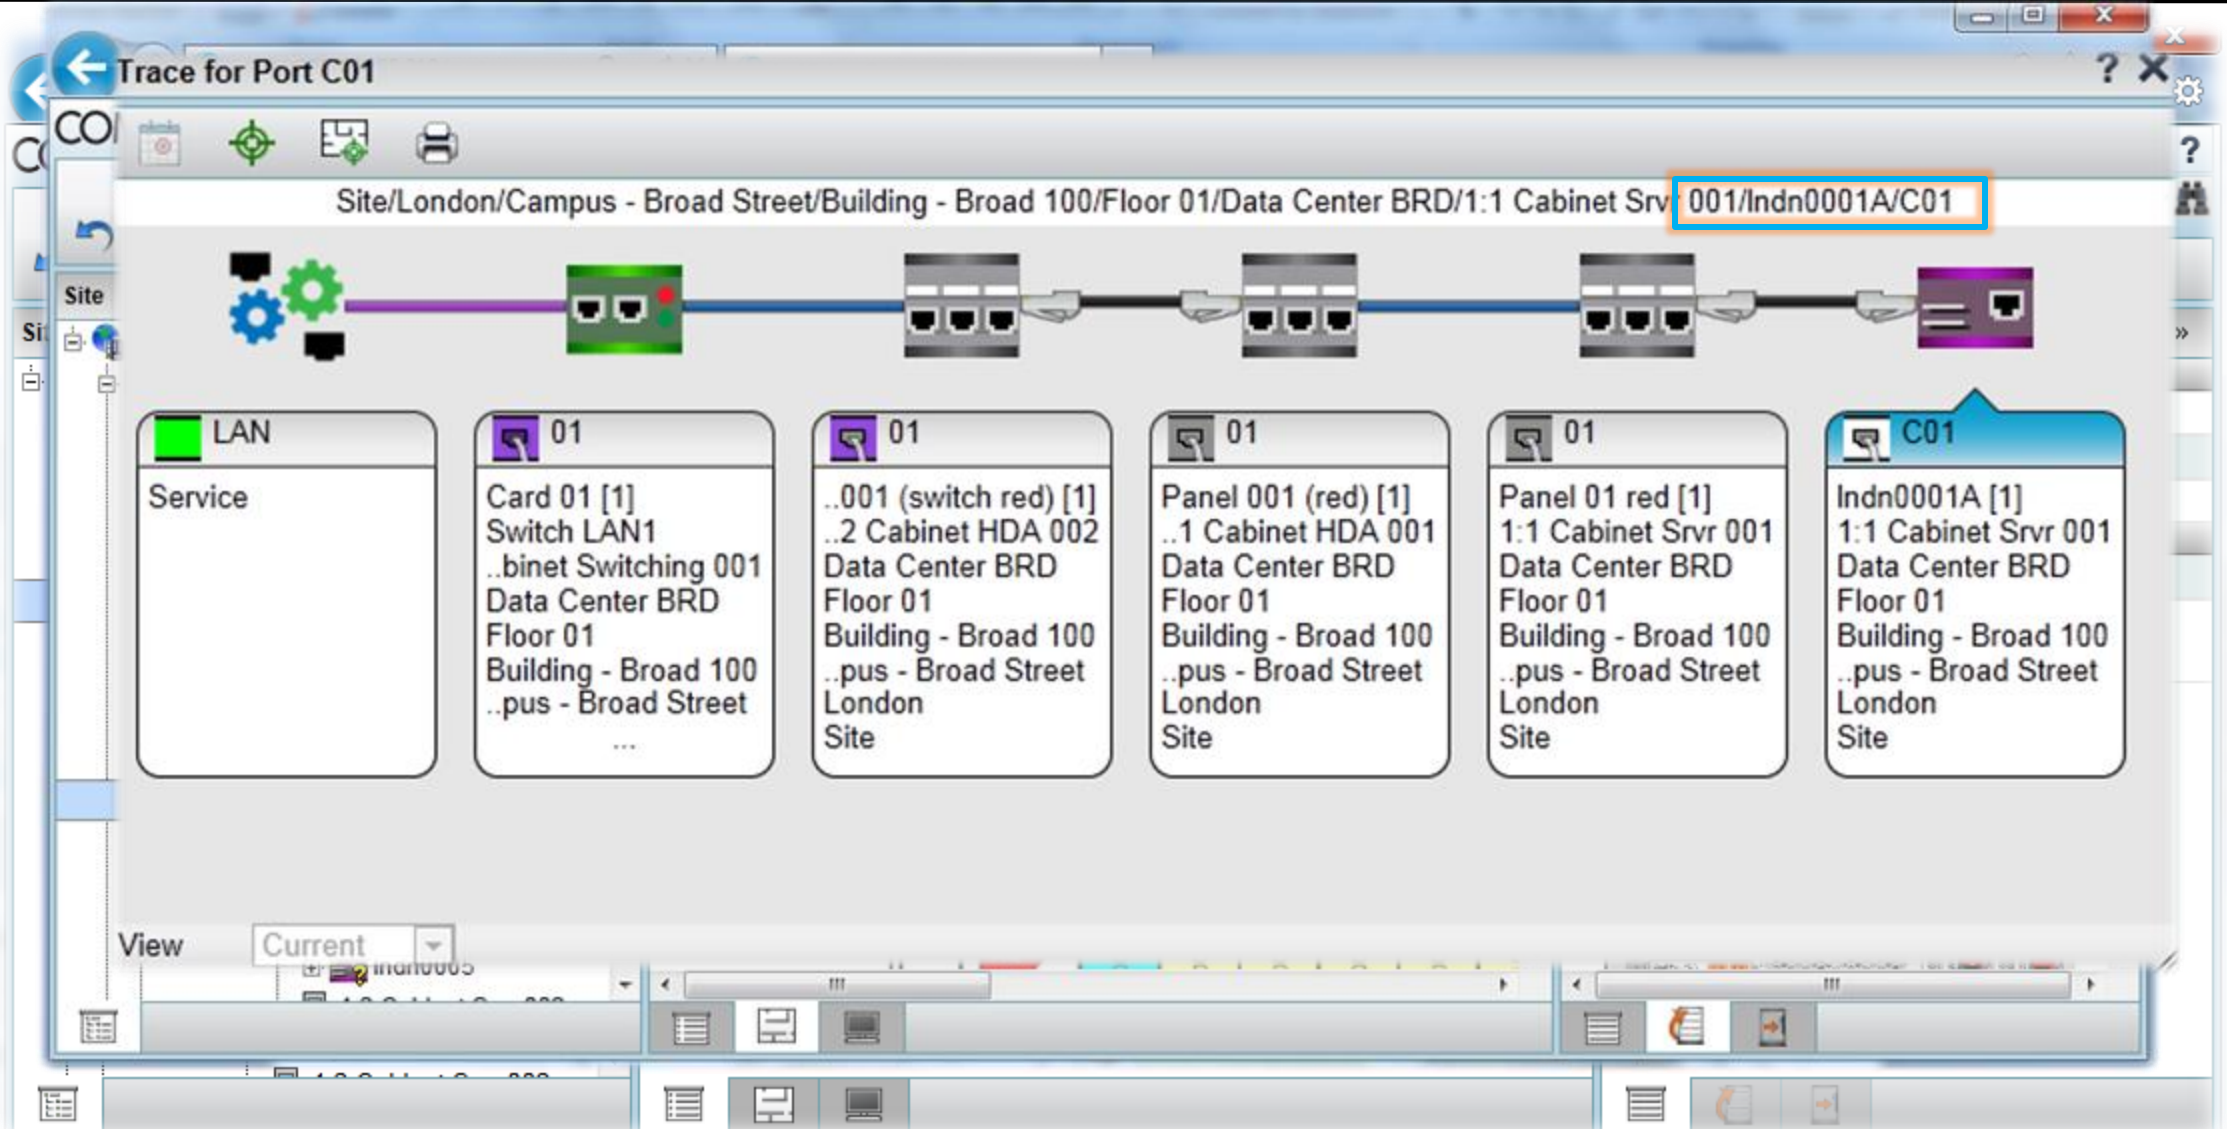 Trace for Port C01
?
CO
?
Site/London/Campus - Broad Street/Building - Broad 100/Floor 01/Data Center BRD/1:1 Cabinet Srvr 001/lndn0001A/C01
Site
»
LAN
Service
01
Card 01 [1]
Switch LAN1
..binet Switching 001
Data Center BRD
Floor 01
Building - Broad 100
..pus - Broad Street
...
01
..001 (switch red) [1]
..2 Cabinet HDA 002
Data Center BRD
Floor 01
Building - Broad 100
..pus - Broad Street
London
Site
01
Panel 001 (red) [1]
..1 Cabinet HDA 001
Data Center BRD
Floor 01
Building - Broad 100
..pus - Broad Street
London
Site
01
Panel 01 red [1]
1:1 Cabinet Srvr 001
Data Center BRD
Floor 01
Building - Broad 100
..pus - Broad Street
London
Site
C01
lndn0001A [1]
1:1 Cabinet Srvr 001
Data Center BRD
Floor 01
Building - Broad 100
..pus - Broad Street
London
Site
View
Current